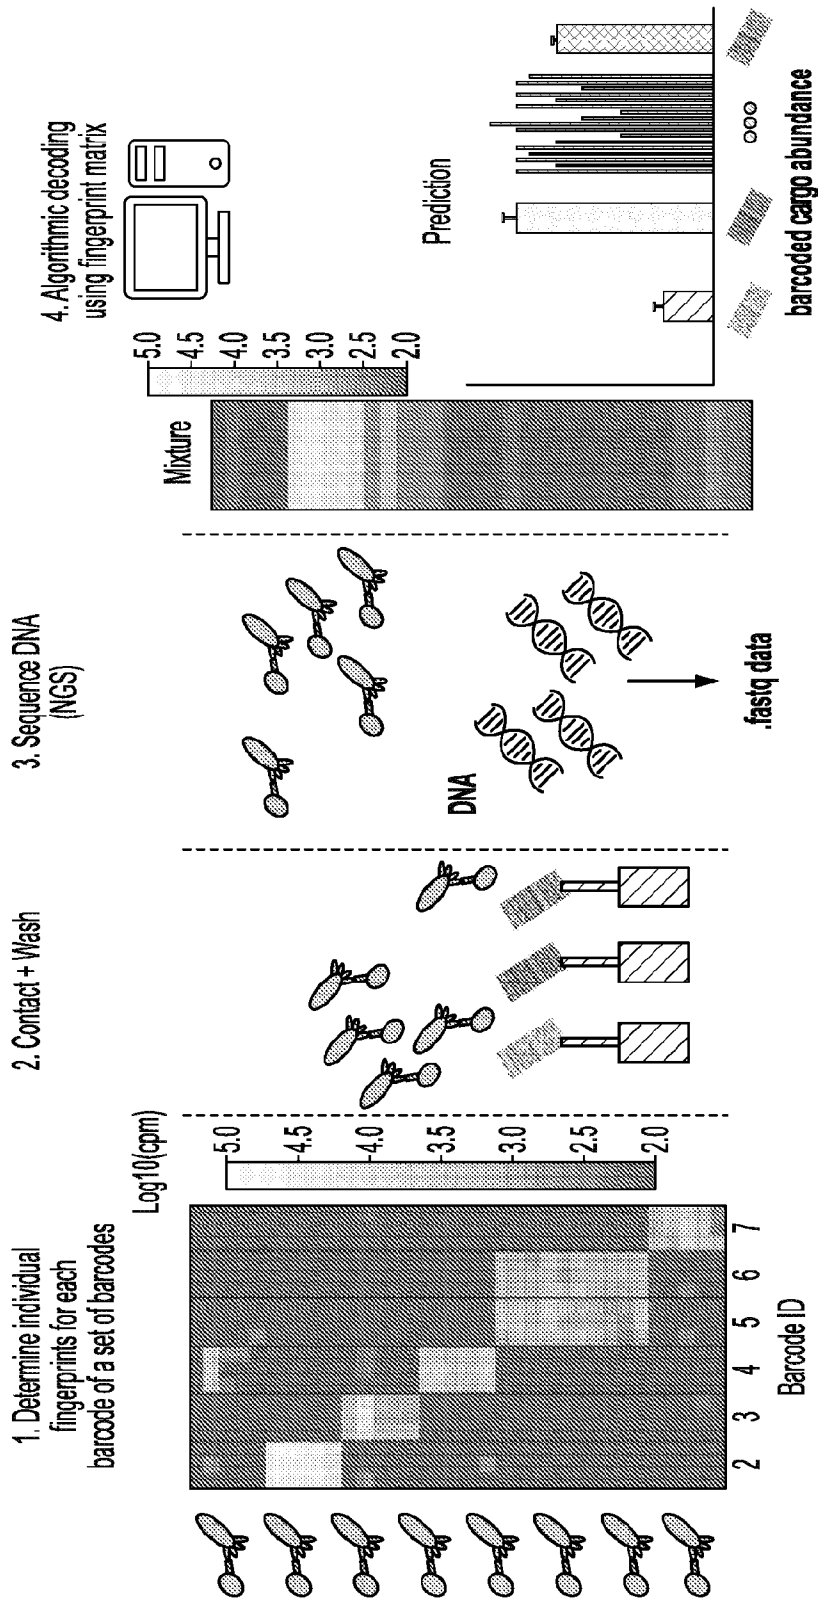 1. Determine individual
fingerprints for each
barcode of a set of barcodes
Log10(cpm)
5.0
4.5
4.0
3.5
3.0
2.5
2.0
2
3
4
5
6
7
Barcode ID
2. Contact + Wash
3. Sequence DNA
(NGS)
DNA
.fastq data
4. Algorithmic decoding
using fingerprint matrix
Mixture
5.0
4.5
4.0
3.5
3.0
2.5
2.0
Prediction
barcoded cargo abundance